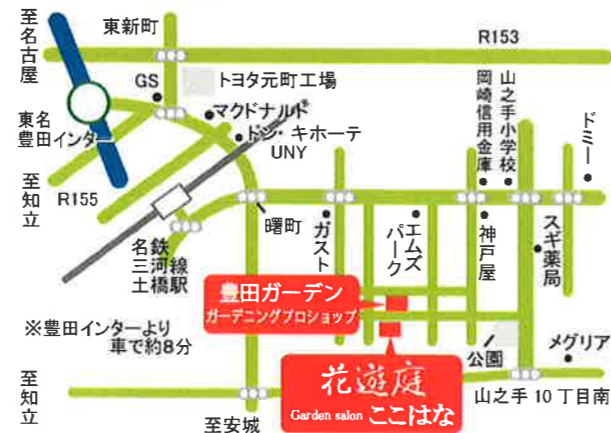 至名古屋
東新町
R153
GS
トヨタ元町工場
マクドナルド
ドン・キホーテ
UNY
東名
豊田インター
至知立
R155
岡崎信用金庫
山之手小学校
ドミー
曙町
ガスト
エムズ
パーク
神戸屋
スギ薬局
名鉄
三河線
土橋駅
豊田ガーデン
ガーデニングプロショップ
※豊田インターより
車で約8分
公園
メグリア
花遊庭
Garden salon ここはな
至知立
至安城
山之手10丁目南